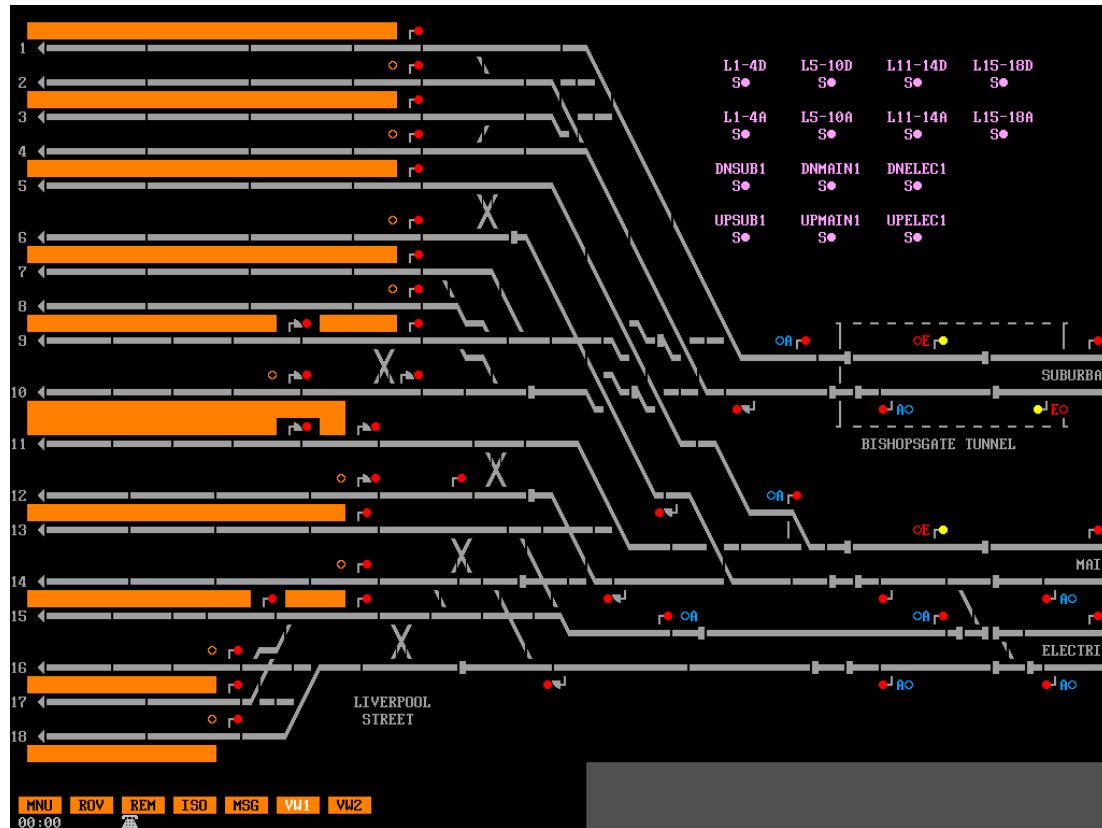 1
L1-4D L5-10D L11-14D L15-18D
2 S S S S
3 L1-4A L5-10A L11-14A L15-18A
S S S S
4
DNSUB1 DNMAIN1 DNELEC1
5 S S S
UPSUB1 UPMAIN1 UPELEC1
6 S S S
7
8
9 A E
10 SUBURBA
A E
11 BISHOPSGATE TUNNEL
12 A
13 E
14 MAI
A
15 A A
ELECTRI
16
A A
17 LIVERPOOL
STREET
18
MNU ROV REM ISO MSG VW1 VW2
00:00